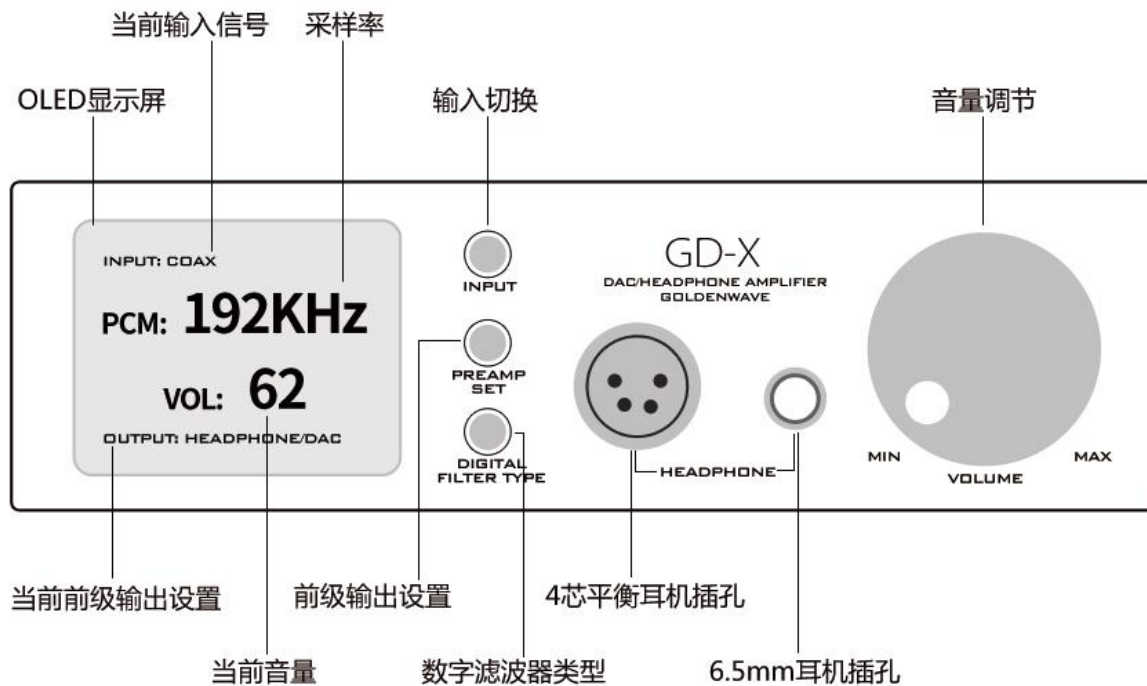 当前输入信号
采样率
OLED显示屏
输入切换
音量调节
INPUT: COAX
PCM: 192KHz
VOL: 62
OUTPUT: HEADPHONE/DAC
INPUT
PREAMP
SET
DIGITAL
FILTER TYPE
GD-X
DAC/HEADPHONE AMPLIFIER
GOLDENWAVE
HEADPHONE
MIN
MAX
VOLUME
当前前级输出设置
前级输出设置
4芯平衡耳机插孔
当前音量
数字滤波器类型
6.5mm耳机插孔